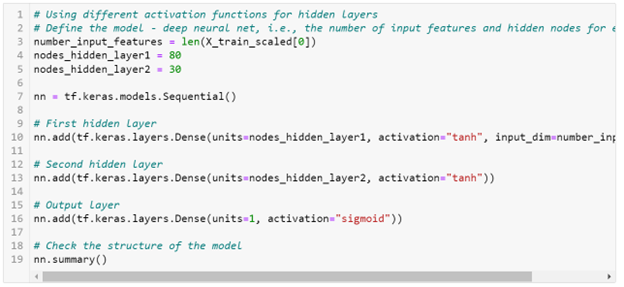 1 # Using different activation functions for hidden layers
2 # Define the model - deep neural net, i.e., the number of input features and hidden nodes for e
3 number_input_features = len(X_train_scaled[0])
4 nodes_hidden_layer1 = 80
5 nodes_hidden_layer2 = 30
6
7 nn = tf.keras.models.Sequential()
8
9 # First hidden layer
10 nn.add(tf.keras.layers.Dense(units=nodes_hidden_layer1, activation="tanh", input_dim=number_inp
11
12 # Second hidden layer
13 nn.add(tf.keras.layers.Dense(units=nodes_hidden_layer2, activation="tanh"))
14
15 # Output layer
16 nn.add(tf.keras.layers.Dense(units=1, activation="sigmoid"))
17
18 # Check the structure of the model
19 nn.summary()